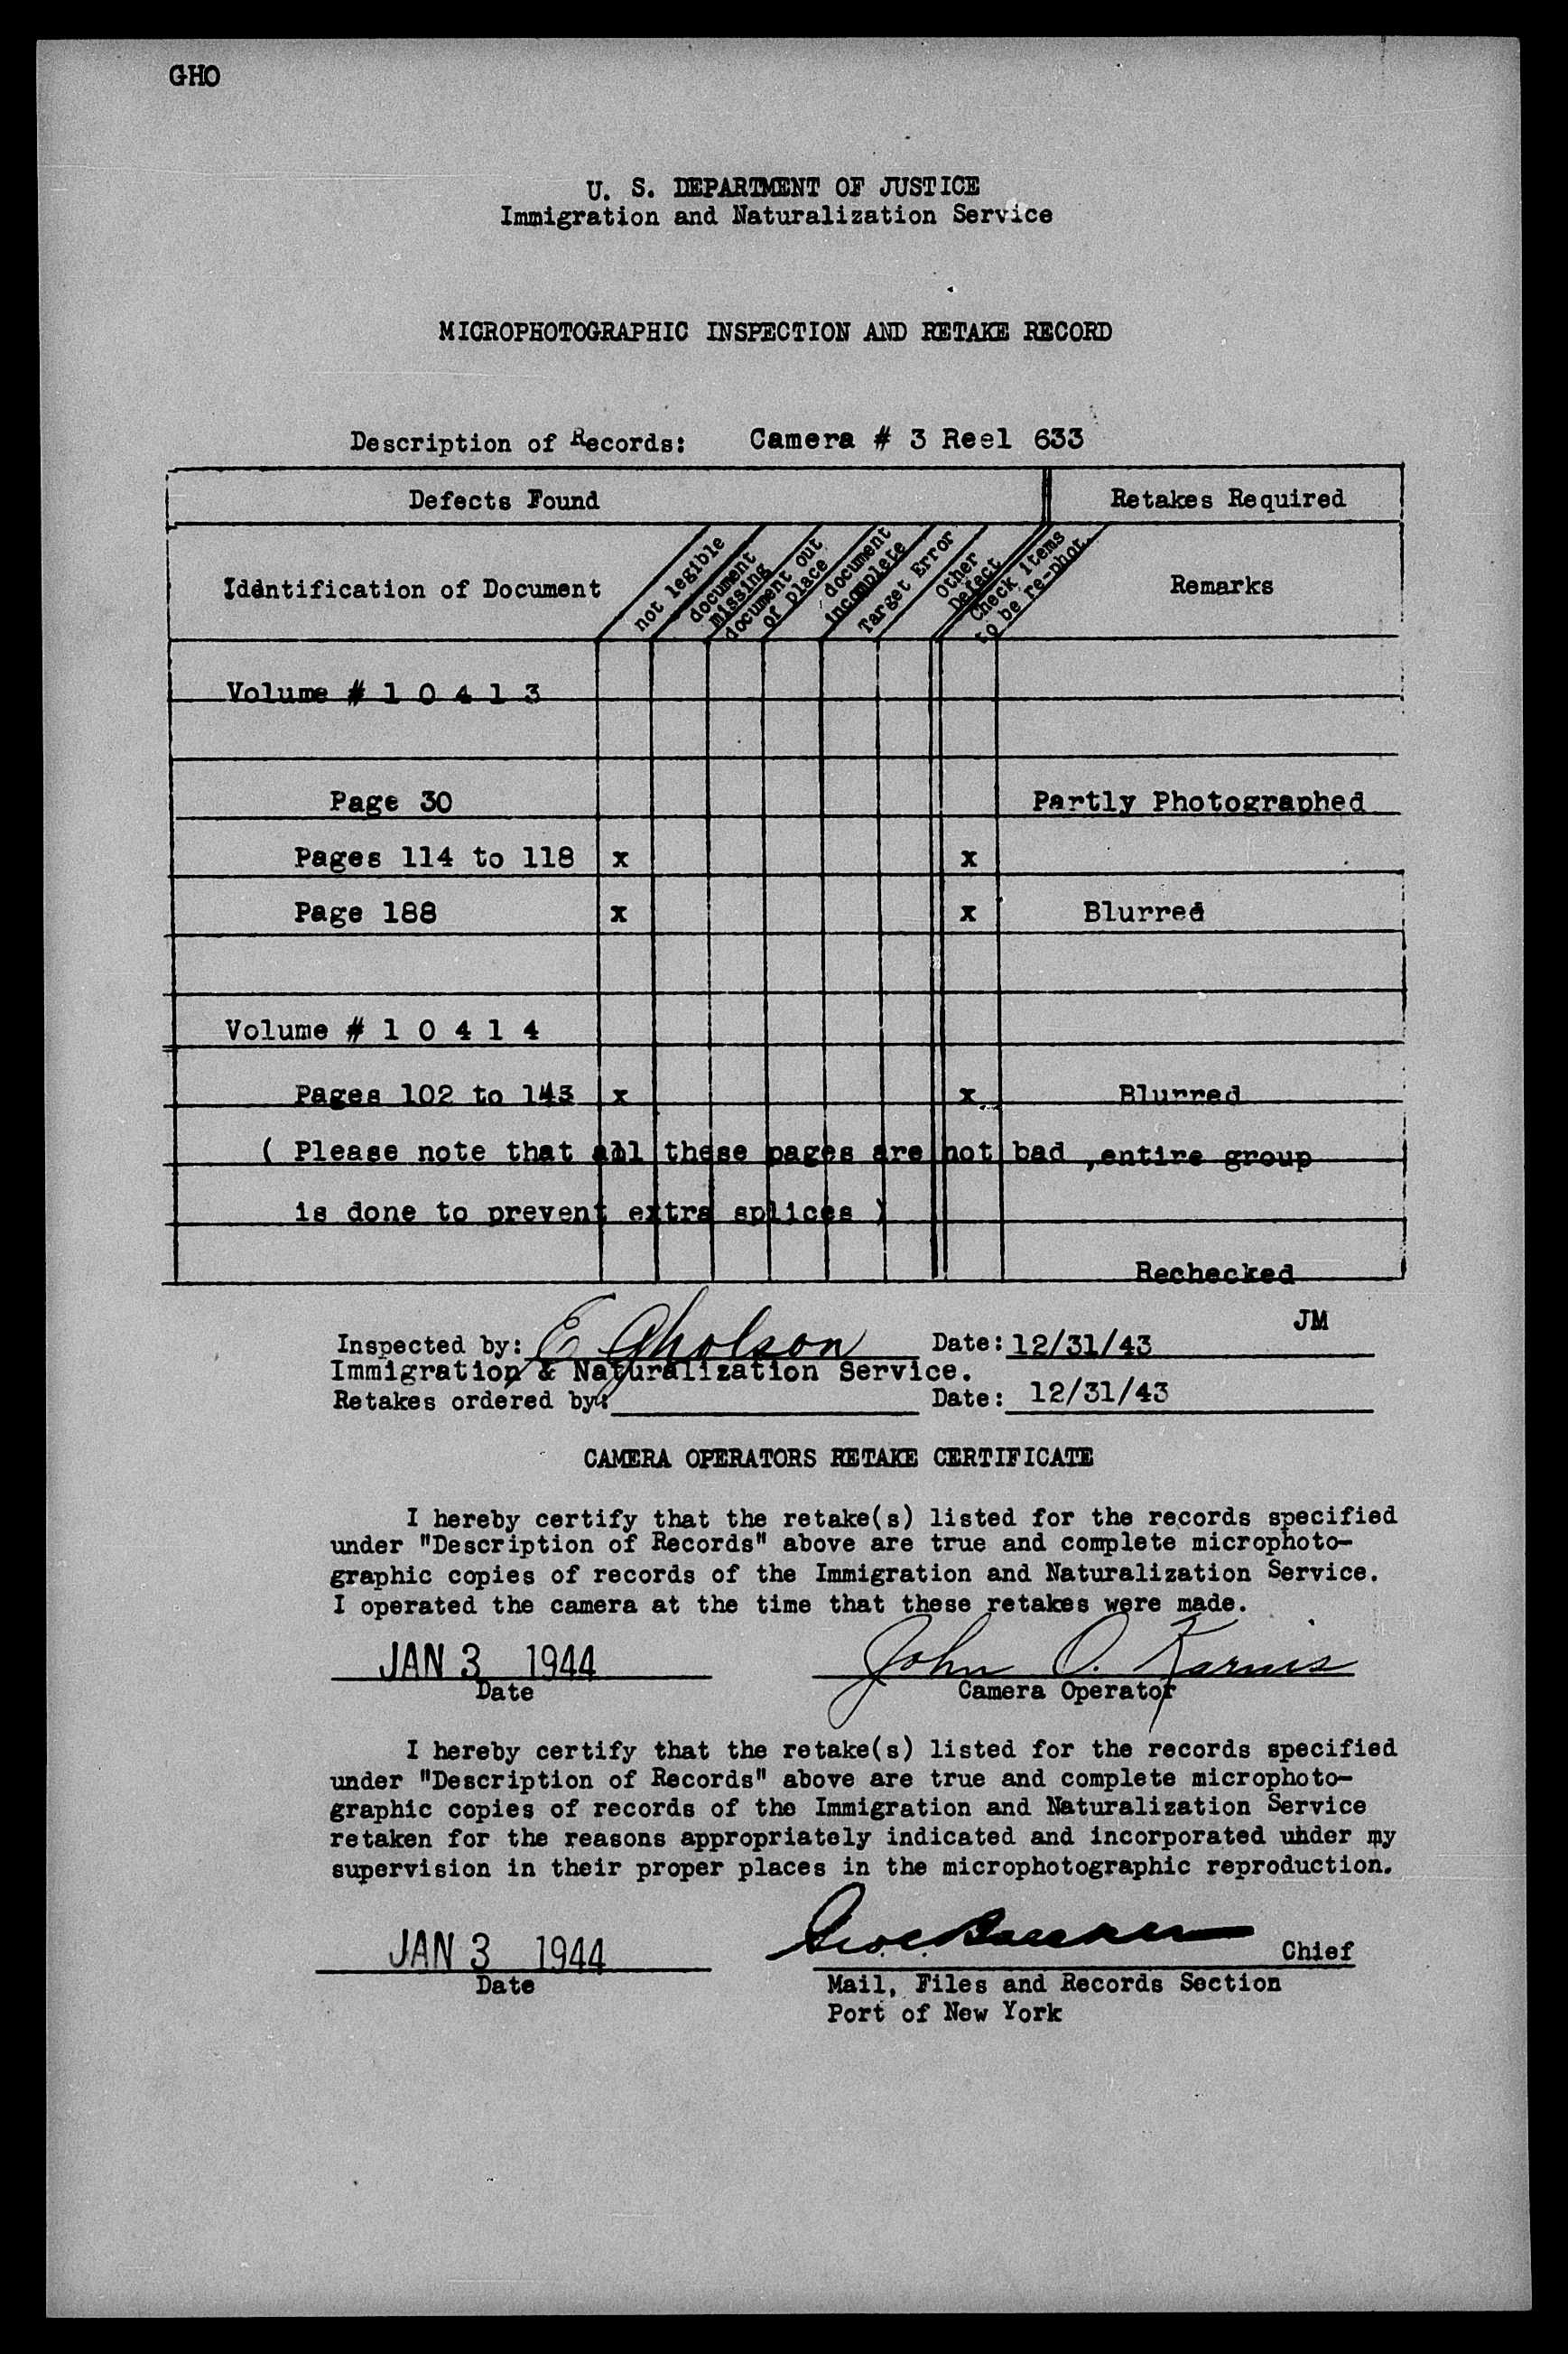 GHO
U. S. DEPARTMENT OF JUSTICE
Immigration and Naturalization Service
MICROPHOTOGRAPHIC INSPECTION AND RETAKE RECORD
Description of Records: Camera # 3 Reel 633
Defects Found Retakes Required
Identification of Document
not legible
document missing
document out of place
document incomplete
Target Error
Other Defect
Check items to be re-phot.
Remarks
Volume # 1 0 4 1 3
Page 30 Partly Photographed
Pages 114 to 118 x x
Page 188 x x Blurred
Volume # 1 0 4 1 4
Pages 102 to 143 x x Blurred
( Please note that all these pages are not bad ,entire group
is done to prevent extra splices )
Rechecked
JM
Inspected by: E Gholson Date: 12/31/43
Immigration & Naturalization Service.
Retakes ordered by: Date: 12/31/43
CAMERA OPERATORS RETAKE CERTIFICATE
I hereby certify that the retake(s) listed for the records specified
under "Description of Records" above are true and complete microphoto-
graphic copies of records of the Immigration and Naturalization Service.
I operated the camera at the time that these retakes were made.
JAN 3 1944 John O. Karnis
Date Camera Operator
I hereby certify that the retake(s) listed for the records specified
under "Description of Records" above are true and complete microphoto-
graphic copies of records of the Immigration and Naturalization Service
retaken for the reasons appropriately indicated and incorporated under my
supervision in their proper places in the microphotographic reproduction.
JAN 3 1944 Chief
Date Mail, Files and Records Section
Port of New York